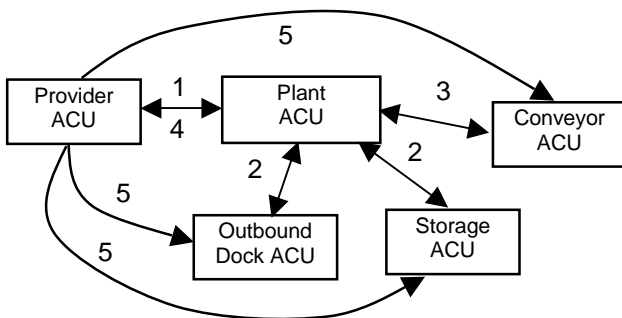 5
Provider
ACU
1
4
Plant
ACU
3
Conveyor
ACU
2
2
5
Outbound
Dock ACU
Storage
ACU
5